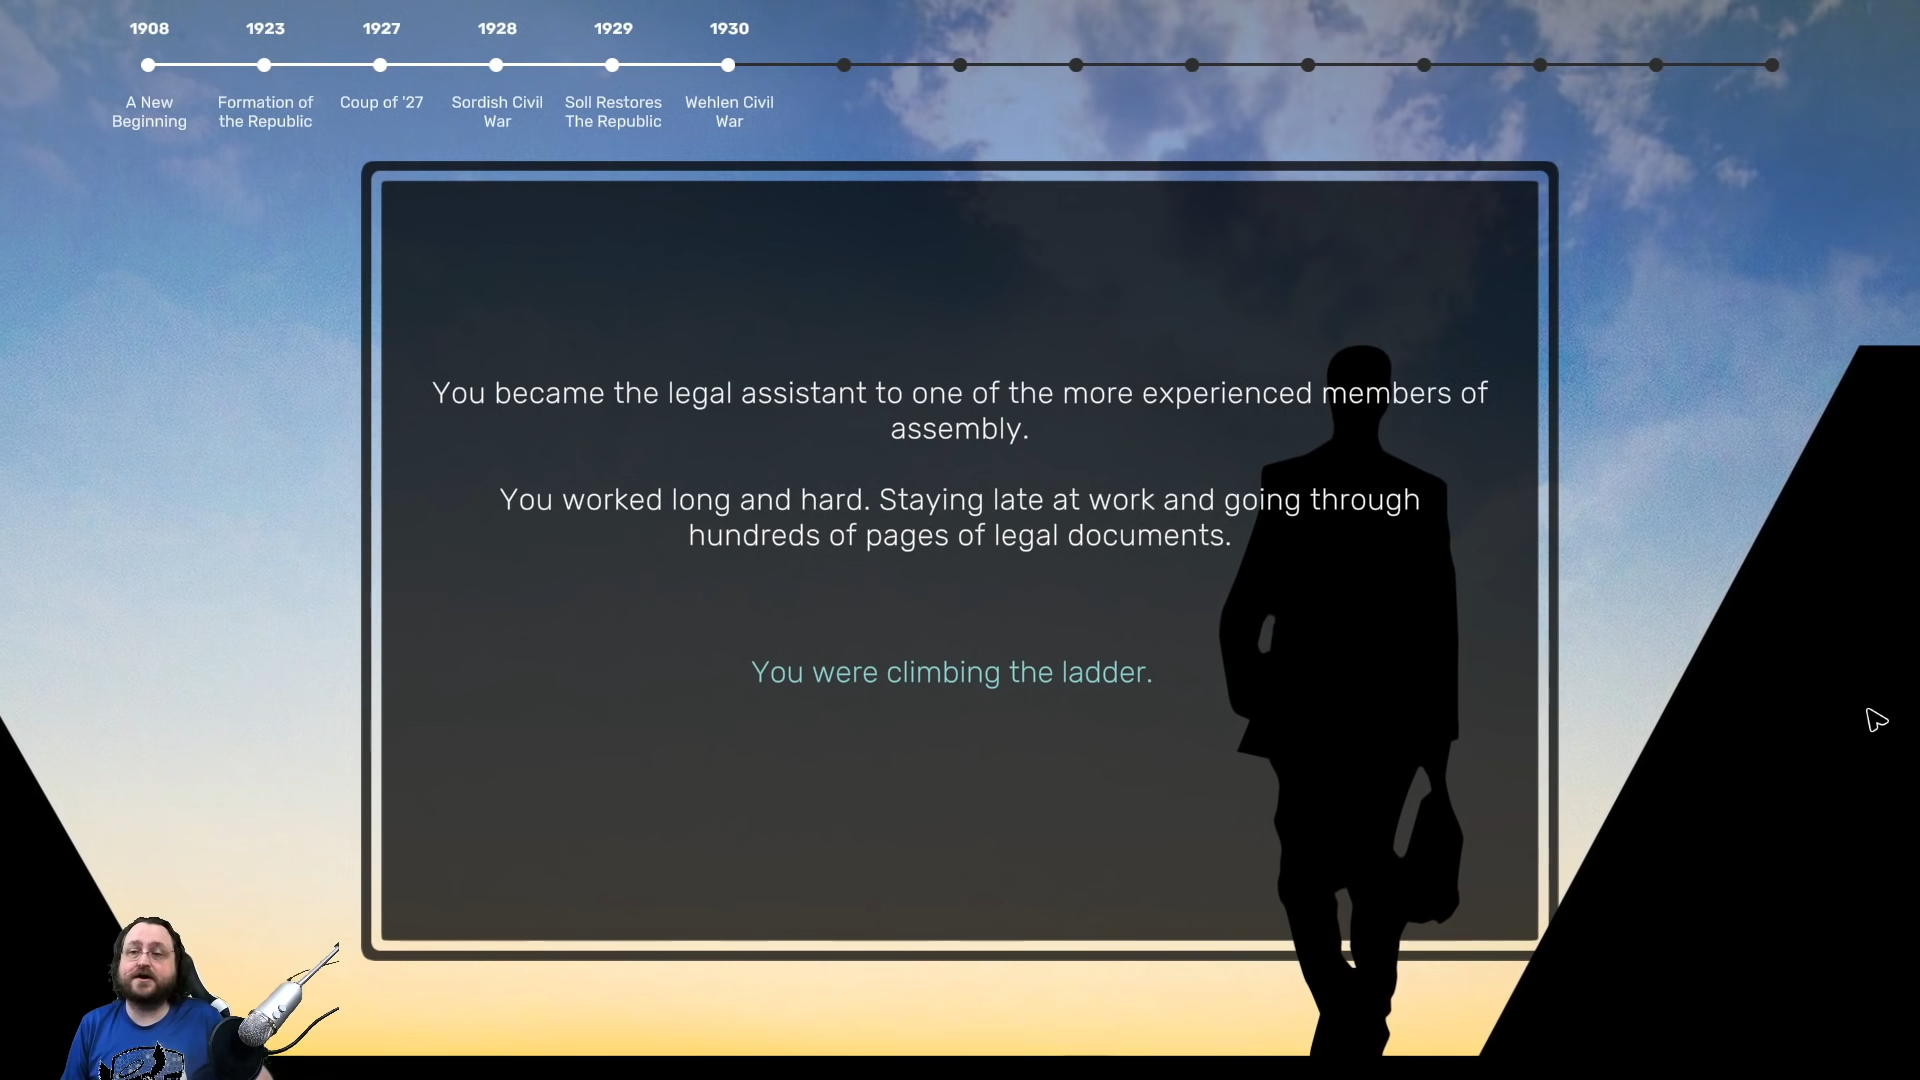 1908 1923 1927 1928 1929 1930
A New Formation of Coup of '27 Sordish Civil Soll Restores Wehlen Civil
Beginning the Republic War The Republic War
You became the legal assistant to one of the more experienced members of
assembly.
You worked long and hard. Staying late at work and going through
hundreds of pages of legal documents.
You were climbing the ladder.